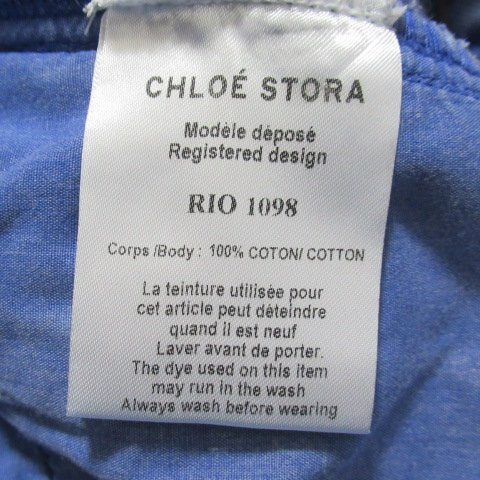 CHLOÉ STORA
Modèle déposé
Registered design
RIO 1098
Corps /Body : 100% COTON/ COTTON
La teinture utilisée pour
cet article peut déteindre
quand il est neuf
Laver avant de porter.
The dye used on this item
may run in the wash
Always wash before wearing